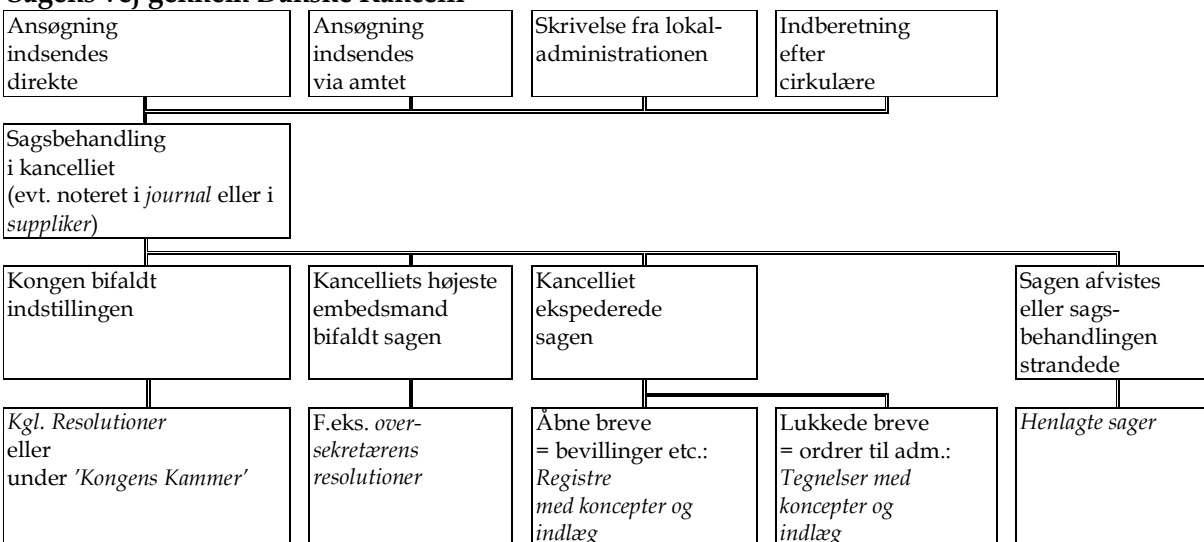 Sagens vej gennem Danske Kancelli
Ansøgning
indsendes
direkte
Ansøgning
indsendes
via amtet
Skrivelse fra lokal-
administrationen
Indberetning
efter
cirkulære
Sagsbehandling
i kancelliet
(evt. noteret i journal eller i
suppliker)
Kongen bifaldt
indstillingen
Kancelliets højeste
embedsmand
bifaldt sagen
Kancelliet
ekspederede
sagen
Sagen afvistes
eller sags-
behandlingen
strandede
Kgl. Resolutioner
eller
under ’Kongens Kammer’
F.eks. over-
sekretærens
resolutioner
Åbne breve
= bevillinger etc.:
Registre
med koncepter og
indlæg
Lukkede breve
= ordrer til adm.:
Tegnelser med
koncepter og
indlæg
Henlagte sager